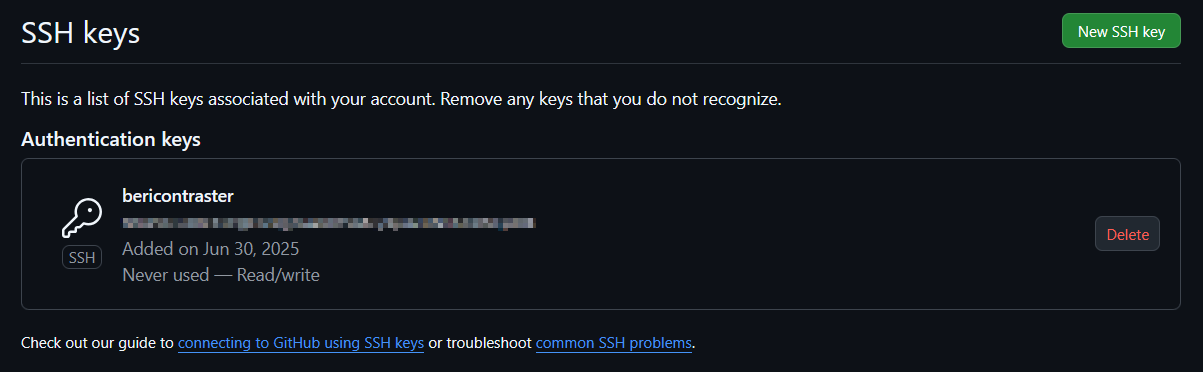 SSH keys
New SSH key
This is a list of SSH keys associated with your account. Remove any keys that you do not recognize.
Authentication keys
bericontraster
Added on Jun 30, 2025
SSH
Never used — Read/write
Delete
Check out our guide to connecting to GitHub using SSH keys or troubleshoot common SSH problems.